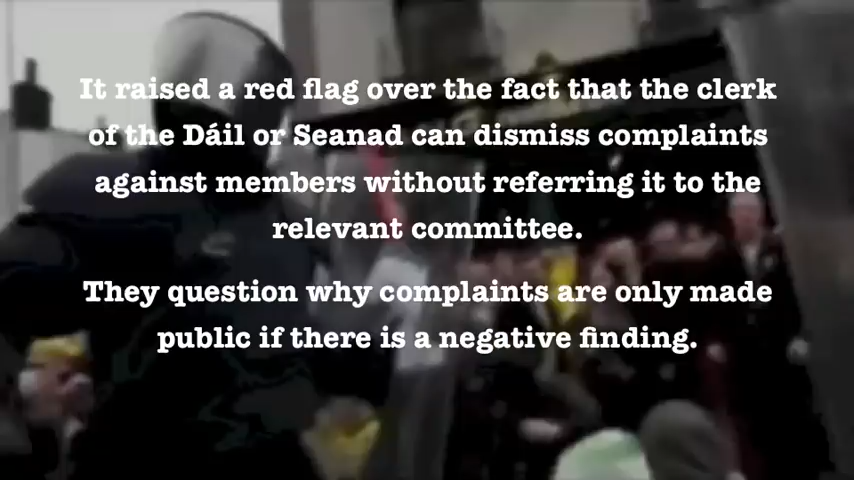 It raised a red flag over the fact that the clerk
of the Dáil or Seanad can dismiss complaints
against members without referring it to the
relevant committee.
They question why complaints are only made
public if there is a negative finding.